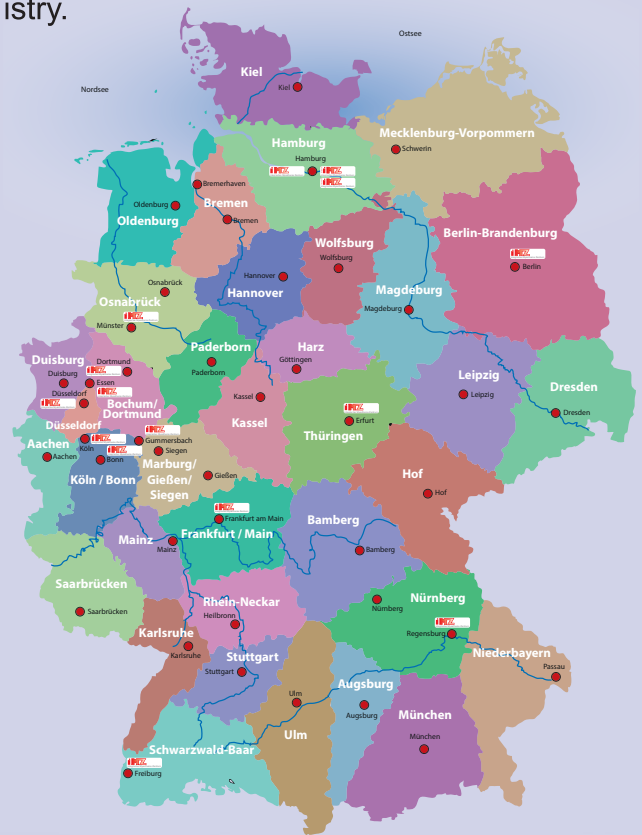 istry.
Ostsee
Nordsee
Kiel
Kiel
Mecklenburg-Vorpommern
Schwerin
Hamburg
Hamburg
Bremerhaven
Bremen
Bremen
Oldenburg
Oldenburg
Berlin-Brandenburg
Berlin
Wolfsburg
Wolfsburg
Hannover
Hannover
Magdeburg
Magdeburg
Osnabrück
Osnabrück
Münster
Paderborn
Paderborn
Harz
Göttingen
Duisburg
Duisburg
Dortmund
Essen
Düsseldorf
Bochum/
Dortmund
Kassel
Kassel
Leipzig
Leipzig
Dresden
Dresden
Erfurt
Thüringen
Düsseldorf
Köln
Gummersbach
Siegen
Bonn
Aachen
Aachen
Köln / Bonn
Marburg/
Gießen/
Siegen
Gießen
Hof
Hof
Frankfurt am Main
Frankfurt / Main
Mainz
Mainz
Bamberg
Bamberg
Saarbrücken
Saarbrücken
Rhein-Neckar
Heilbronn
Nürnberg
Nürnberg
Regensburg
Karlsruhe
Karlsruhe
Niederbayern
Passau
Stuttgart
Stuttgart
Augsburg
Augsburg
Ulm
Ulm
München
München
Schwarzwald-Baar
Freiburg